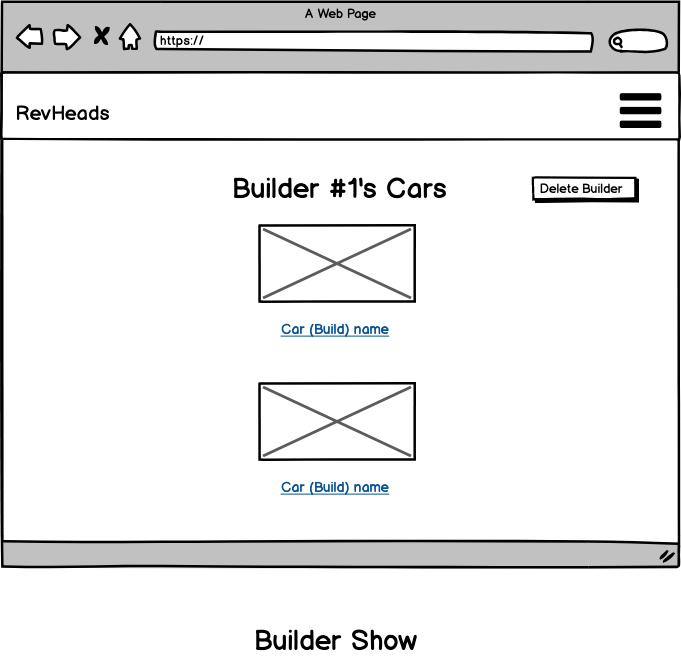 A Web Page
https://
RevHeads
Builder #1's Cars
Delete Builder
Car (Build) name
Car (Build) name
Builder Show